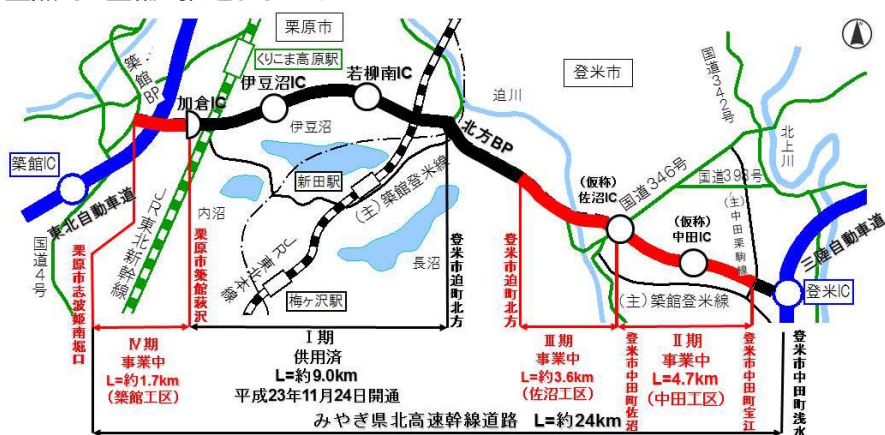 栗原市
くりこま高原駅
築館BP
加倉IC
伊豆沼IC
若柳南IC
迫川
登米市
国道342号
北上川
伊豆沼
北方BP
築館IC
新田駅
(主)築館登米線
(仮称)
佐沼IC
国道346号
国道398号
(主)中田栗駒線
(仮称)
中田IC
三陸自動車道
東北自動車道
JR東北新幹線
内沼
JR東北本線
長沼
国道4号
梅ヶ沢駅
(主)築館登米線
登米IC
栗原市志波姫南堀口
栗原市築館萩沢
登米市迫町北方
登米市迫町北方
登米市中田町佐沼
登米市中田町宝江
登米市中田町浅水
Ⅳ期
事業中
L=約1.7km
(築館工区)
Ⅰ期
供用済
L=約9.0km
平成23年11月24日開通
Ⅲ期
事業中
L=約3.6km
(佐沼工区)
Ⅱ期
事業中
L=4.7km
(中田工区)
みやぎ県北高速幹線道路 L=約24km